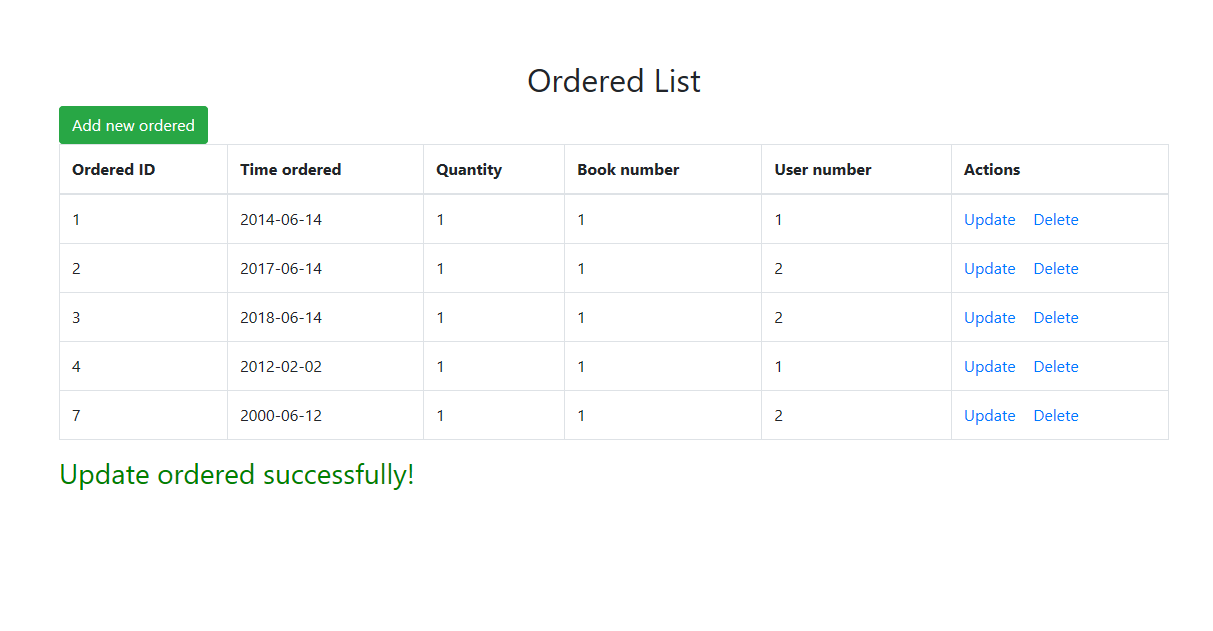 Ordered List
Add new ordered
Ordered ID Time ordered Quantity Book number User number Actions
1 2014-06-14 1 1 1 Update Delete
2 2017-06-14 1 1 2 Update Delete
3 2018-06-14 1 1 2 Update Delete
4 2012-02-02 1 1 1 Update Delete
7 2000-06-12 1 1 2 Update Delete
Update ordered successfully!